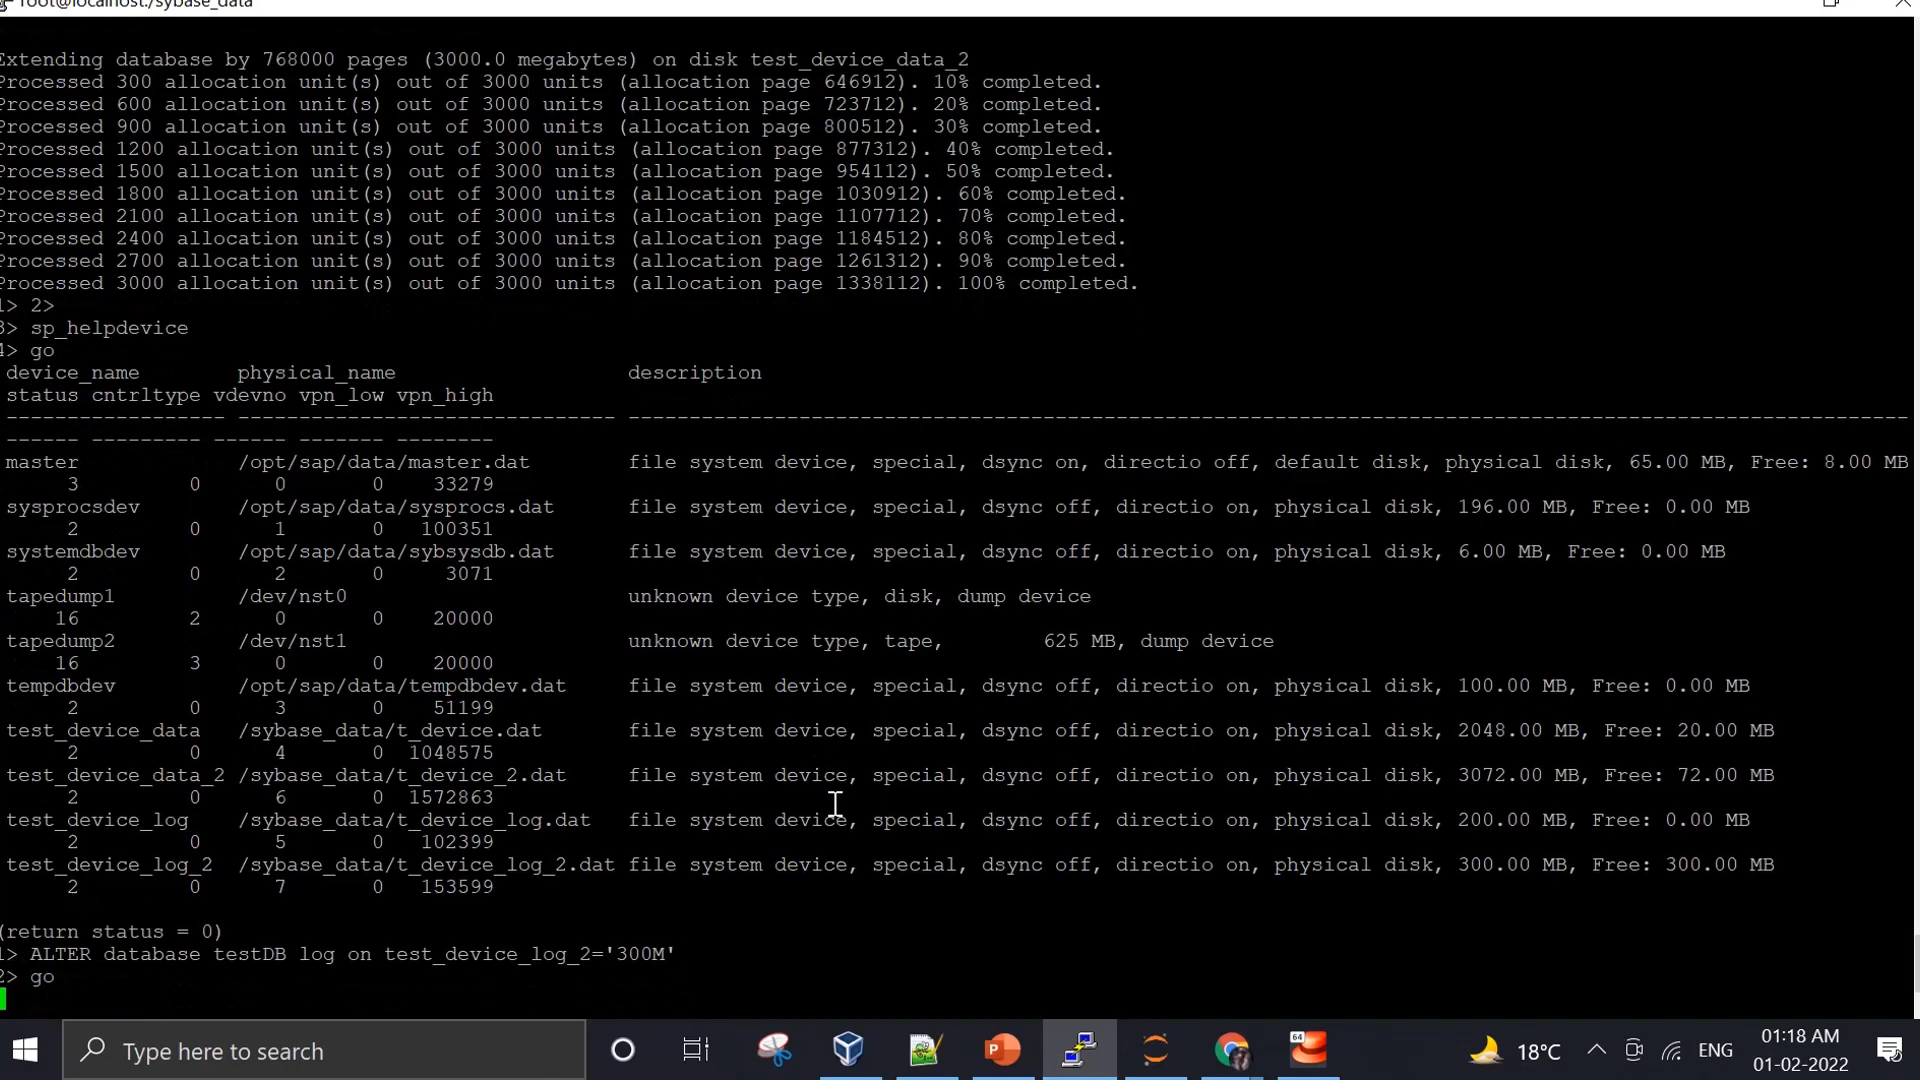 root@localhost:/sybase_data
Extending database by 768000 pages (3000.0 megabytes) on disk test_device_data_2
Processed 300 allocation unit(s) out of 3000 units (allocation page 646912). 10% completed.
Processed 600 allocation unit(s) out of 3000 units (allocation page 723712). 20% completed.
Processed 900 allocation unit(s) out of 3000 units (allocation page 800512). 30% completed.
Processed 1200 allocation unit(s) out of 3000 units (allocation page 877312). 40% completed.
Processed 1500 allocation unit(s) out of 3000 units (allocation page 954112). 50% completed.
Processed 1800 allocation unit(s) out of 3000 units (allocation page 1030912). 60% completed.
Processed 2100 allocation unit(s) out of 3000 units (allocation page 1107712). 70% completed.
Processed 2400 allocation unit(s) out of 3000 units (allocation page 1184512). 80% completed.
Processed 2700 allocation unit(s) out of 3000 units (allocation page 1261312). 90% completed.
Processed 3000 allocation unit(s) out of 3000 units (allocation page 1338112). 100% completed.
1> 2>
3> sp_helpdevice
4> go
device_name physical_name description
status cntrltype vdevno vpn_low vpn_high
------------------ ------------------------------- ---------------------------------------------------------------------------------------------------------
------ --------- ------ ------- --------
master /opt/sap/data/master.dat file system device, special, dsync on, directio off, default disk, physical disk, 65.00 MB, Free: 8.00 MB
3 0 0 0 33279
sysprocsdev /opt/sap/data/sysprocs.dat file system device, special, dsync off, directio on, physical disk, 196.00 MB, Free: 0.00 MB
2 0 1 0 100351
systemdbdev /opt/sap/data/sybsysdb.dat file system device, special, dsync off, directio on, physical disk, 6.00 MB, Free: 0.00 MB
2 0 2 0 3071
tapedump1 /dev/nst0 unknown device type, disk, dump device
16 2 0 0 20000
tapedump2 /dev/nst1 unknown device type, tape, 625 MB, dump device
16 3 0 0 20000
tempdbdev /opt/sap/data/tempdbdev.dat file system device, special, dsync off, directio on, physical disk, 100.00 MB, Free: 0.00 MB
2 0 3 0 51199
test_device_data /sybase_data/t_device.dat file system device, special, dsync off, directio on, physical disk, 2048.00 MB, Free: 20.00 MB
2 0 4 0 1048575
test_device_data_2 /sybase_data/t_device_2.dat file system device, special, dsync off, directio on, physical disk, 3072.00 MB, Free: 72.00 MB
2 0 6 0 1572863
test_device_log /sybase_data/t_device_log.dat file system device, special, dsync off, directio on, physical disk, 200.00 MB, Free: 0.00 MB
2 0 5 0 102399
test_device_log_2 /sybase_data/t_device_log_2.dat file system device, special, dsync off, directio on, physical disk, 300.00 MB, Free: 300.00 MB
2 0 7 0 153599
(return status = 0)
1> ALTER database testDB log on test_device_log_2='300M'
2> go
Type here to search
64
18°C
ENG
01:18 AM
01-02-2022